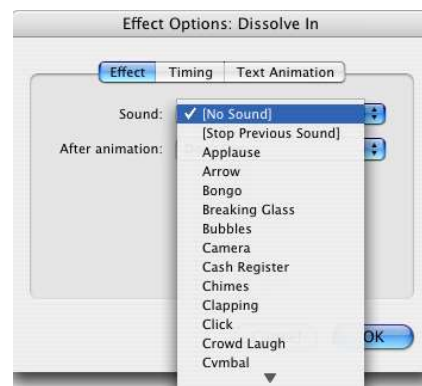 Effect Options: Dissolve In
Effect Timing Text Animation
Sound:
✓ [No Sound]
[Stop Previous Sound]
After animation:
Applause
Arrow
Bongo
Breaking Glass
Bubbles
Camera
Cash Register
Chimes
Clapping
Click
Crowd Laugh
OK
Cymbal